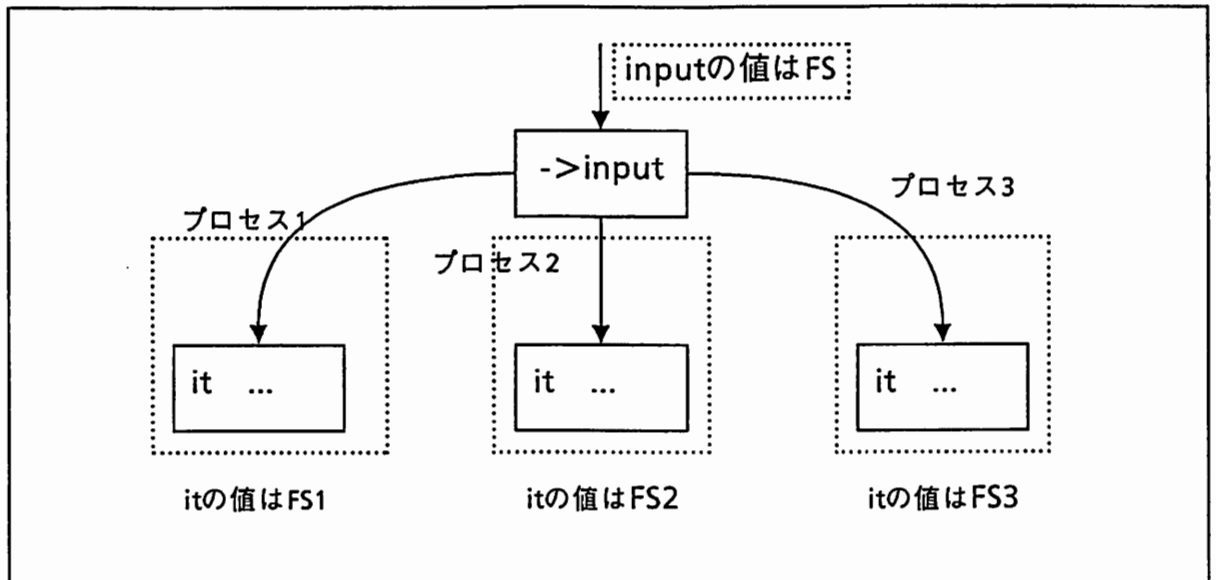 inputの値はFS
->input
プロセス1
プロセス2
プロセス3
it ...
it ...
it ...
itの値はFS1
itの値はFS2
itの値はFS3